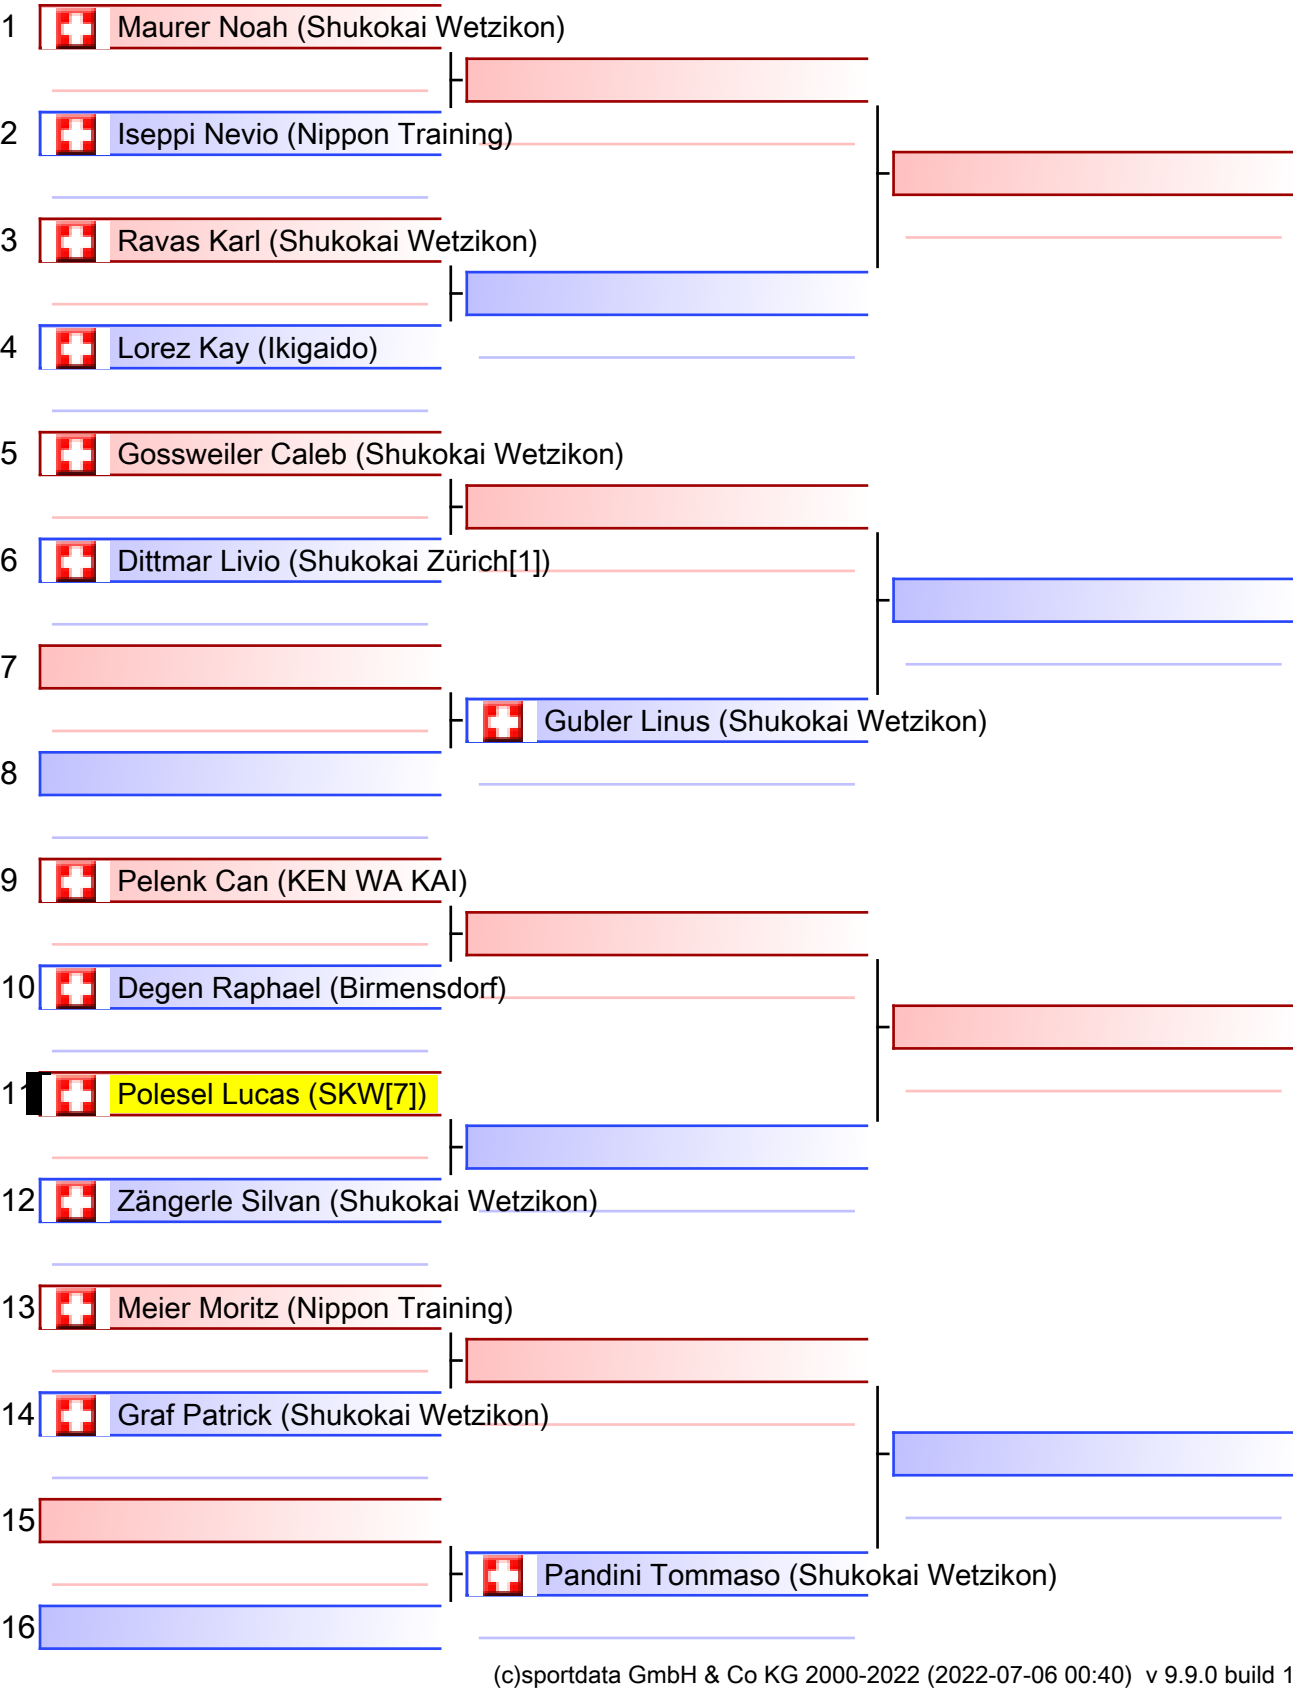 1 Maurer Noah (Shukokai Wetzikon)
2 Iseppi Nevio (Nippon Training)
3 Ravas Karl (Shukokai Wetzikon)
4 Lorez Kay (Ikigaido)
5 Gossweiler Caleb (Shukokai Wetzikon)
6 Dittmar Livio (Shukokai Zürich[1])
7
Gubler Linus (Shukokai Wetzikon)
8
9 Pelenk Can (KEN WA KAI)
10 Degen Raphael (Birmensdorf)
11 Polesel Lucas (SKW[7])
12 Zängerle Silvan (Shukokai Wetzikon)
13 Meier Moritz (Nippon Training)
14 Graf Patrick (Shukokai Wetzikon)
15
Pandini Tommaso (Shukokai Wetzikon)
16
(c)sportdata GmbH & Co KG 2000-2022 (2022-07-06 00:40) v 9.9.0 build 1